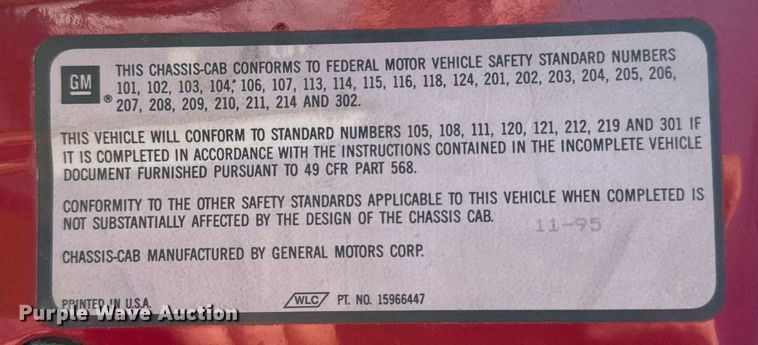 THIS CHASSIS-CAB CONFORMS TO FEDERAL MOTOR VEHICLE SAFETY STANDARD NUMBERS
GM ® 101, 102, 103, 104, 106, 107, 113, 114, 115, 116, 118, 124, 201, 202, 203, 204, 205, 206,
207, 208, 209, 210, 211, 214 AND 302.
THIS VEHICLE WILL CONFORM TO STANDARD NUMBERS 105, 108, 111, 120, 121, 212, 219 AND 301 IF
IT IS COMPLETED IN ACCORDANCE WITH THE INSTRUCTIONS CONTAINED IN THE INCOMPLETE VEHICLE
DOCUMENT FURNISHED PURSUANT TO 49 CFR PART 568.
CONFORMITY TO THE OTHER SAFETY STANDARDS APPLICABLE TO THIS VEHICLE WHEN COMPLETED IS
NOT SUBSTANTIALLY AFFECTED BY THE DESIGN OF THE CHASSIS CAB.
11-95
CHASSIS-CAB MANUFACTURED BY GENERAL MOTORS CORP.
PRINTED IN U.S.A. WLC PT. NO. 15966447
Purple Wave Auction